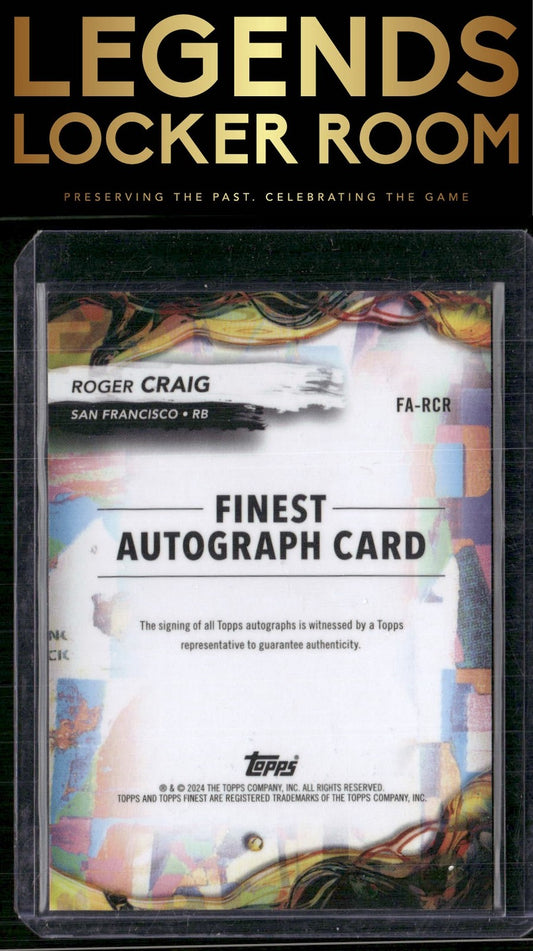 LEGENDS
LOCKER ROOM
PRESERVING THE PAST. CELEBRATING THE GAME
ROGER CRAIG
SAN FRANCISCO • RB
FA-RCR
FINEST
AUTOGRAPH CARD
The signing of all Topps autographs is witnessed by a Topps
representative to guarantee authenticity.
Topps
® & © 2024 THE TOPPS COMPANY, INC. ALL RIGHTS RESERVED.
TOPPS AND TOPPS FINEST ARE REGISTERED TRADEMARKS OF THE TOPPS COMPANY, INC.